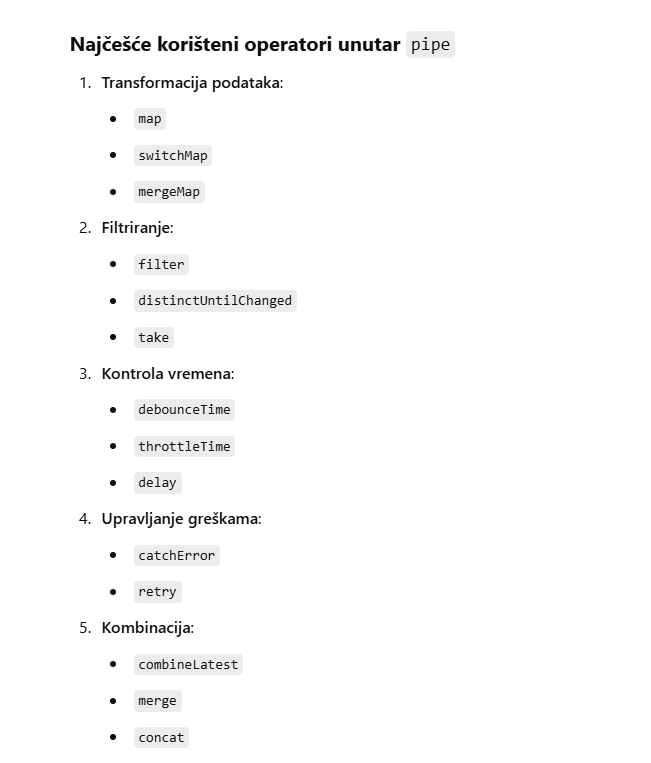 Najčešće korišteni operatori unutar pipe
1. Transformacija podataka:
• map
• switchMap
• mergeMap
2. Filtriranje:
• filter
• distinctUntilChanged
• take
3. Kontrola vremena:
• debounceTime
• throttleTime
• delay
4. Upravljanje greškama:
• catchError
• retry
5. Kombinacija:
• combineLatest
• merge
• concat